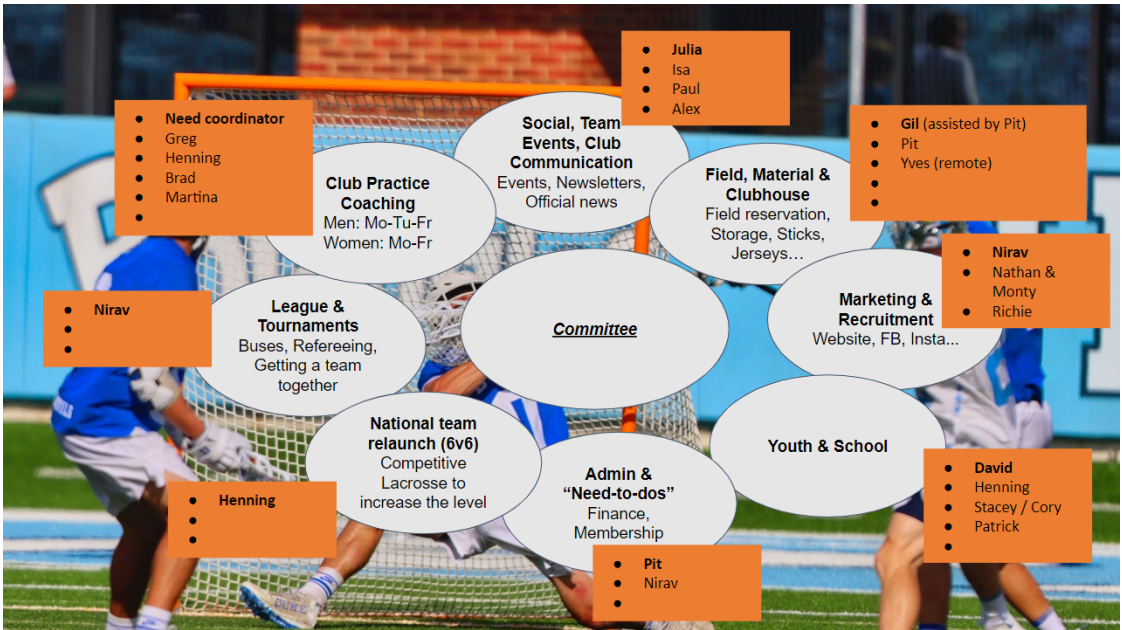 Julia
Isa
Paul
Alex
Need coordinator
Greg
Henning
Brad
Martina
Social, Team
Events, Club
Communication
Events, Newsletters,
Official news
Gil (assisted by Pit)
Pit
Yves (remote)
Club Practice
Coaching
Men: Mo-Tu-Fr
Women: Mo-Fr
Field, Material &
Clubhouse
Field reservation,
Storage, Sticks,
Jerseys…
Nirav
Nathan &
Monty
Richie
Nirav
League &
Tournaments
Buses, Refereeing,
Getting a team
together
Committee
Marketing &
Recruitment
Website, FB, Insta...
National team
relaunch (6v6)
Competitive
Lacrosse to
increase the level
Youth & School
Admin &
“Need-to-dos”
Finance,
Membership
David
Henning
Stacey / Cory
Patrick
Henning
Pit
Nirav
DUKE